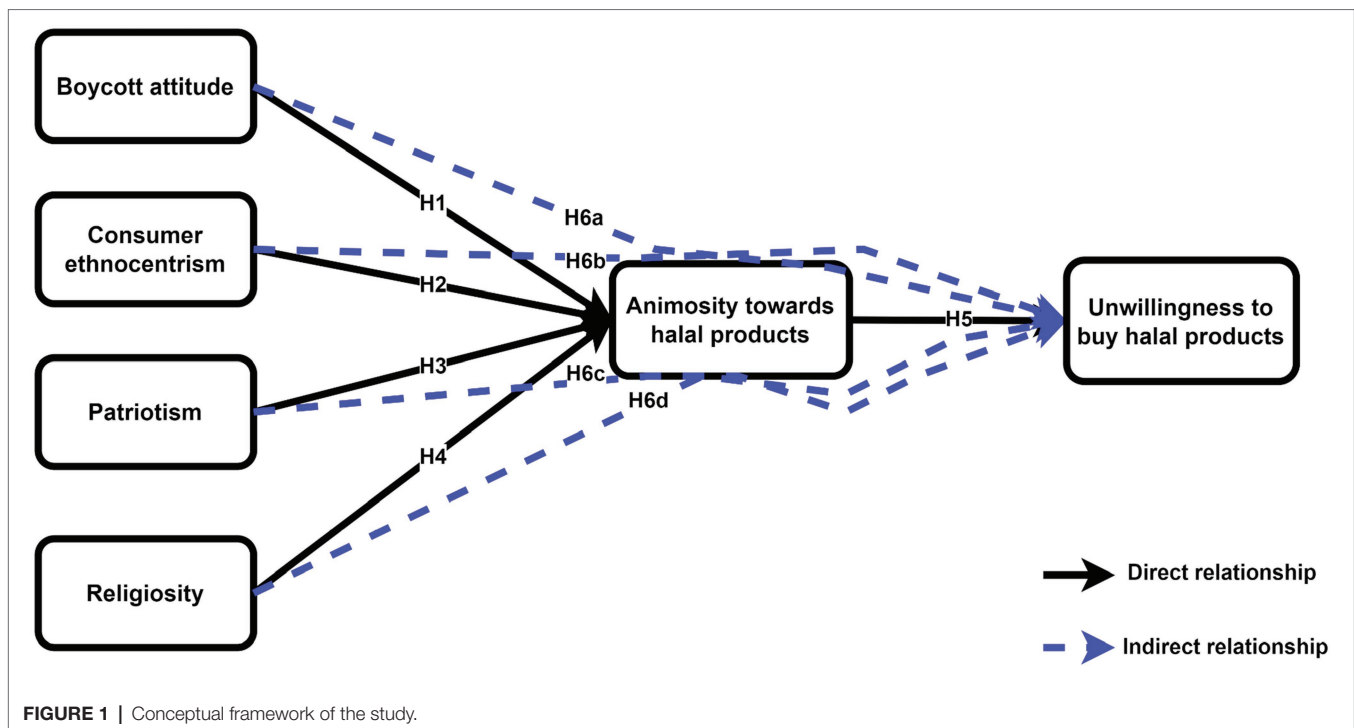 Boycott attitude
Consumer
ethnocentrism
Patriotism
Religiosity
H1
H2
H3
H4
H6a
H6b
H6c
H6d
Animosity towards
halal products
H5
Unwillingness to
buy halal products
Direct relationship
Indirect relationship
FIGURE 1 | Conceptual framework of the study.